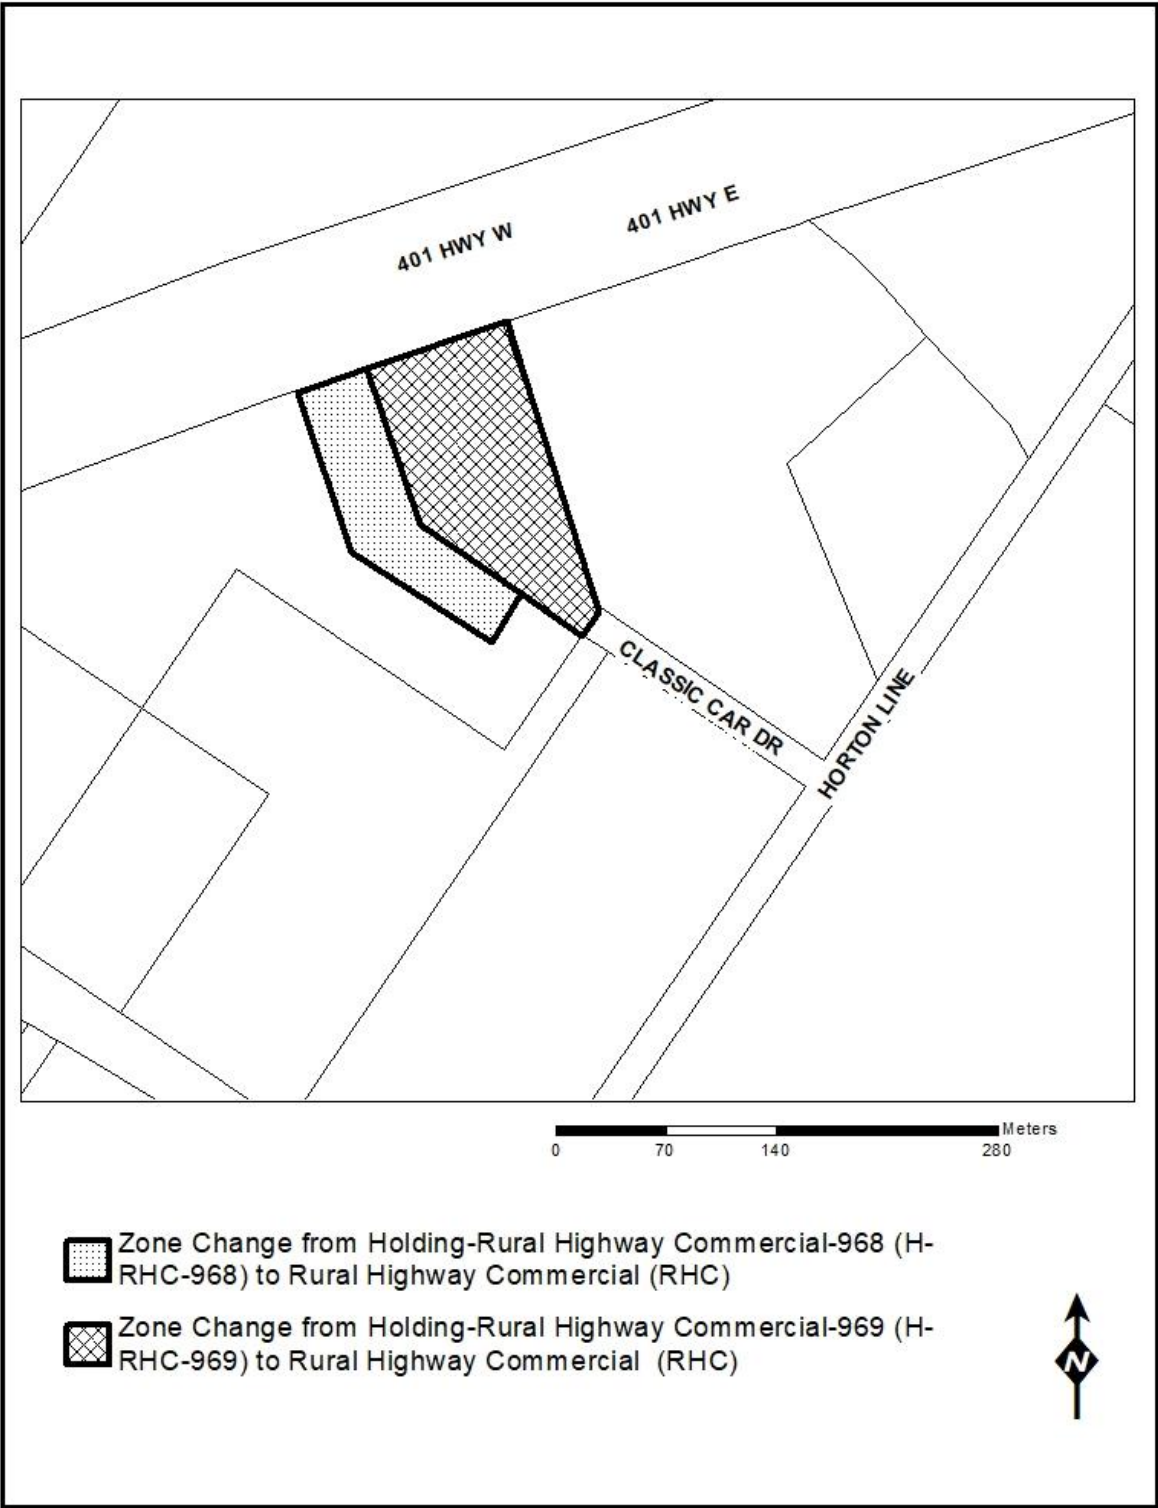 401 HWY E
401 HWY W
CLASSIC CAR DR
HORTON LINE
Meters
0 70 140 280
Zone Change from Holding-Rural Highway Commercial-968 (H-
RHC-968) to Rural Highway Commercial (RHC)
Zone Change from Holding-Rural Highway Commercial-969 (H-
RHC-969) to Rural Highway Commercial (RHC)
N